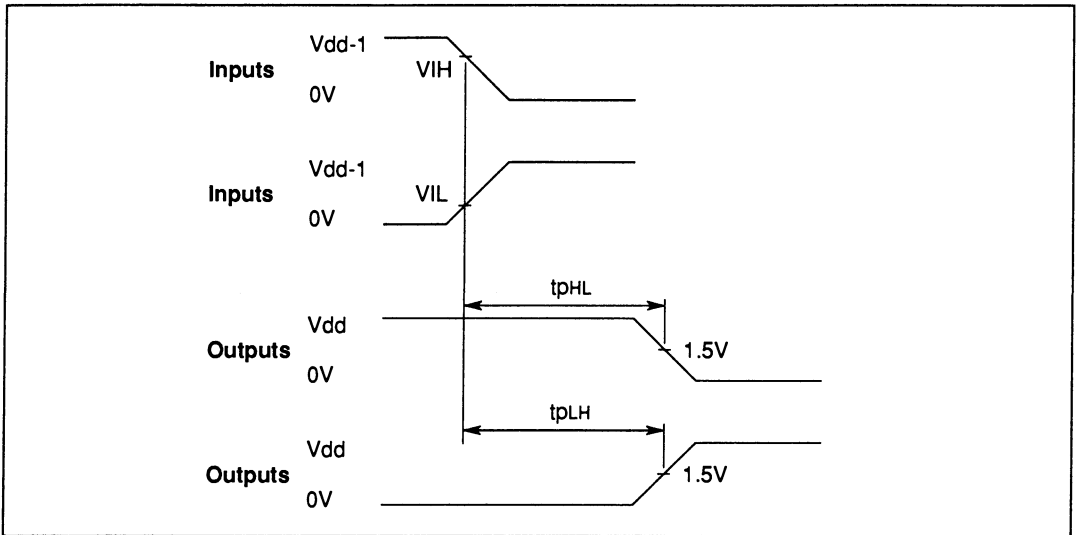 Vdd-1
Inputs VIH
0V
Vdd-1
Inputs VIL
0V
tpHL
Vdd
Outputs 1.5V
0V
tpLH
Vdd
Outputs 1.5V
0V